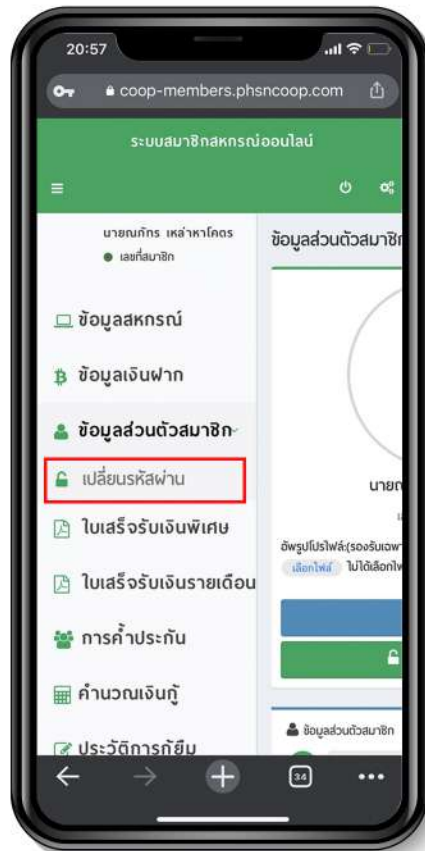 20:57
coop-members.phsncoop.com
ระบบสมาชิกสหกรณ์ออนไลน์
นายณภัทร เหล่าหาโคตร
เลขที่สมาชิก
ข้อมูลส่วนตัวสมาชิก
ข้อมูลสหกรณ์
ข้อมูลเงินฝาก
ข้อมูลส่วนตัวสมาชิก
เปลี่ยนรหัสผ่าน
ใบเสร็จรับเงินพิเศษ
ใบเสร็จรับเงินรายเดือน
การค้ำประกัน
คำนวณเงินกู้
ประวัติการกู้ยืม
นายณ
อัพรูปโปรไฟล์:(รองรับเฉพา
เลือกไฟล์ ไม่ได้เลือกไฟ
ข้อมูลส่วนตัวสมาชิก
34